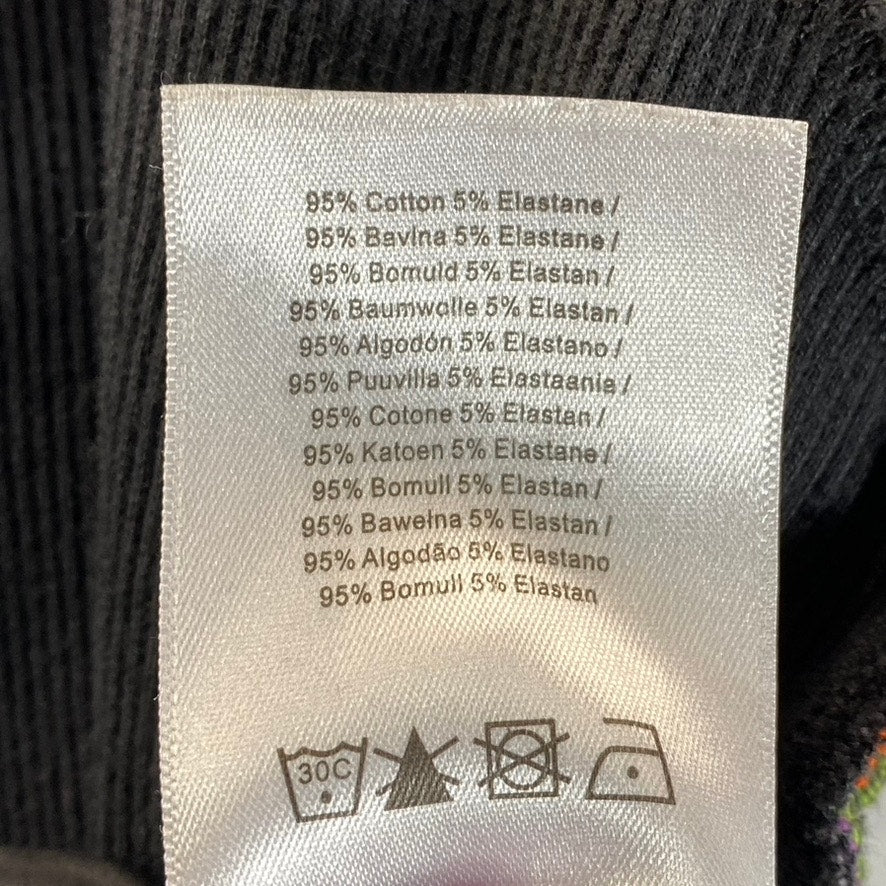 95% Cotton 5% Elastane /
95% Bavlna 5% Elastane /
95% Bomuld 5% Elastan /
95% Baumwolle 5% Elastan /
95% Algodón 5% Elastano /
95% Puuvilla 5% Elastaania /
95% Cotone 5% Elastan /
95% Katoen 5% Elastane /
95% Bomull 5% Elastan /
95% Bawełna 5% Elastan /
95% Algodão 5% Elastano
95% Bomull 5% Elastan
30C